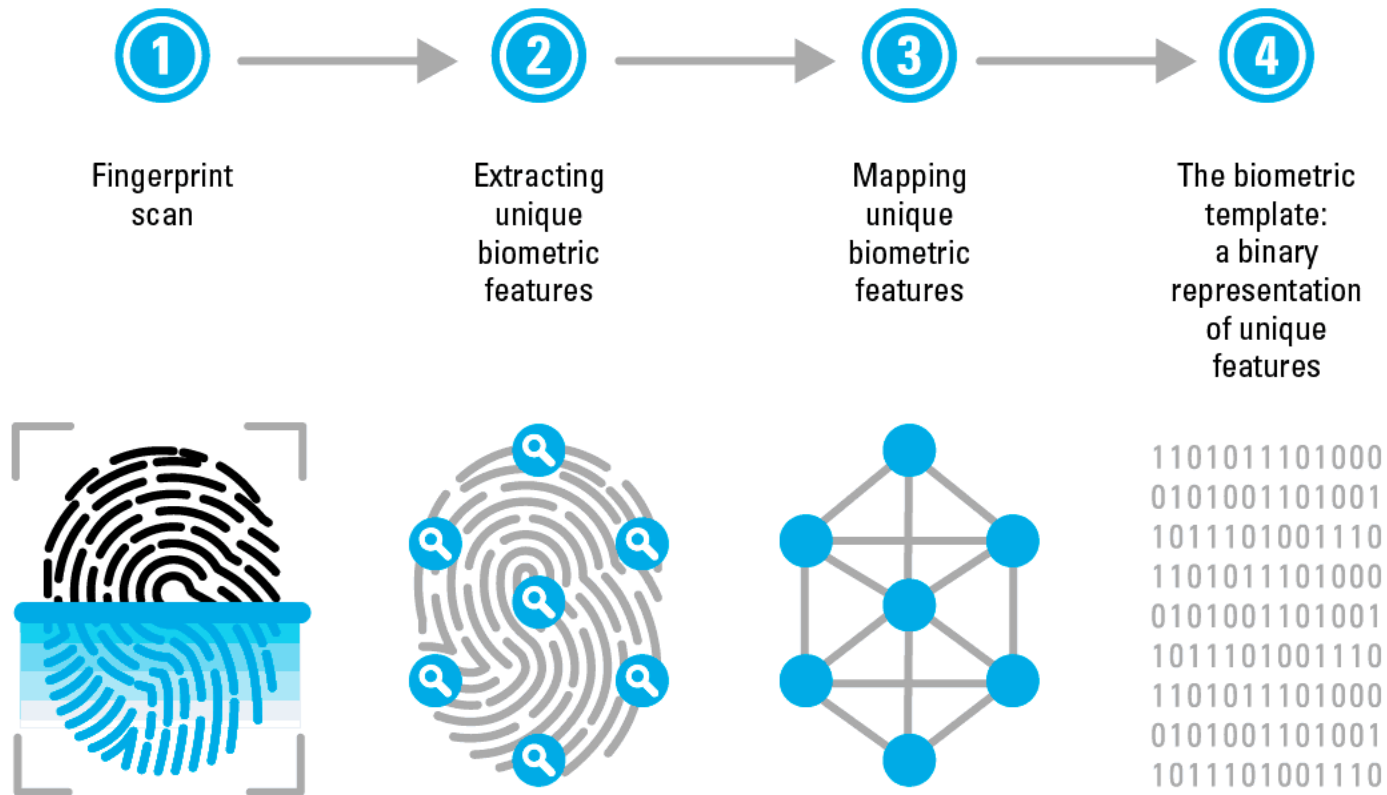 1
2
3
4
Fingerprint
scan
Extracting
unique
biometric
features
Mapping
unique
biometric
features
The biometric
template:
a binary
representation
of unique
features
1101011101000
0101001101001
1011101001110
1101011101000
0101001101001
1011101001110
1101011101000
0101001101001
1011101001110